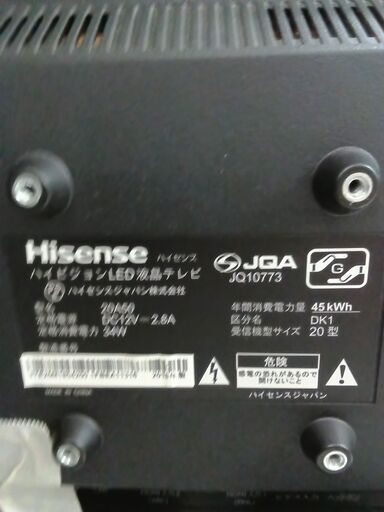 Hisense ハイセンス
ハイビジョンLED液晶テレビ
ハイセンスジャパン株式会社
型名 20A50
定格電源 DC12V⎓2.8A
定格消費電力 34W
JQA
JQ10773
G
年間消費電力量 45kWh
区分名 DK1
受信機型サイズ 20型
製造番号
危険
感電の恐れがあるので
開けないこと
ハイセンスジャパン